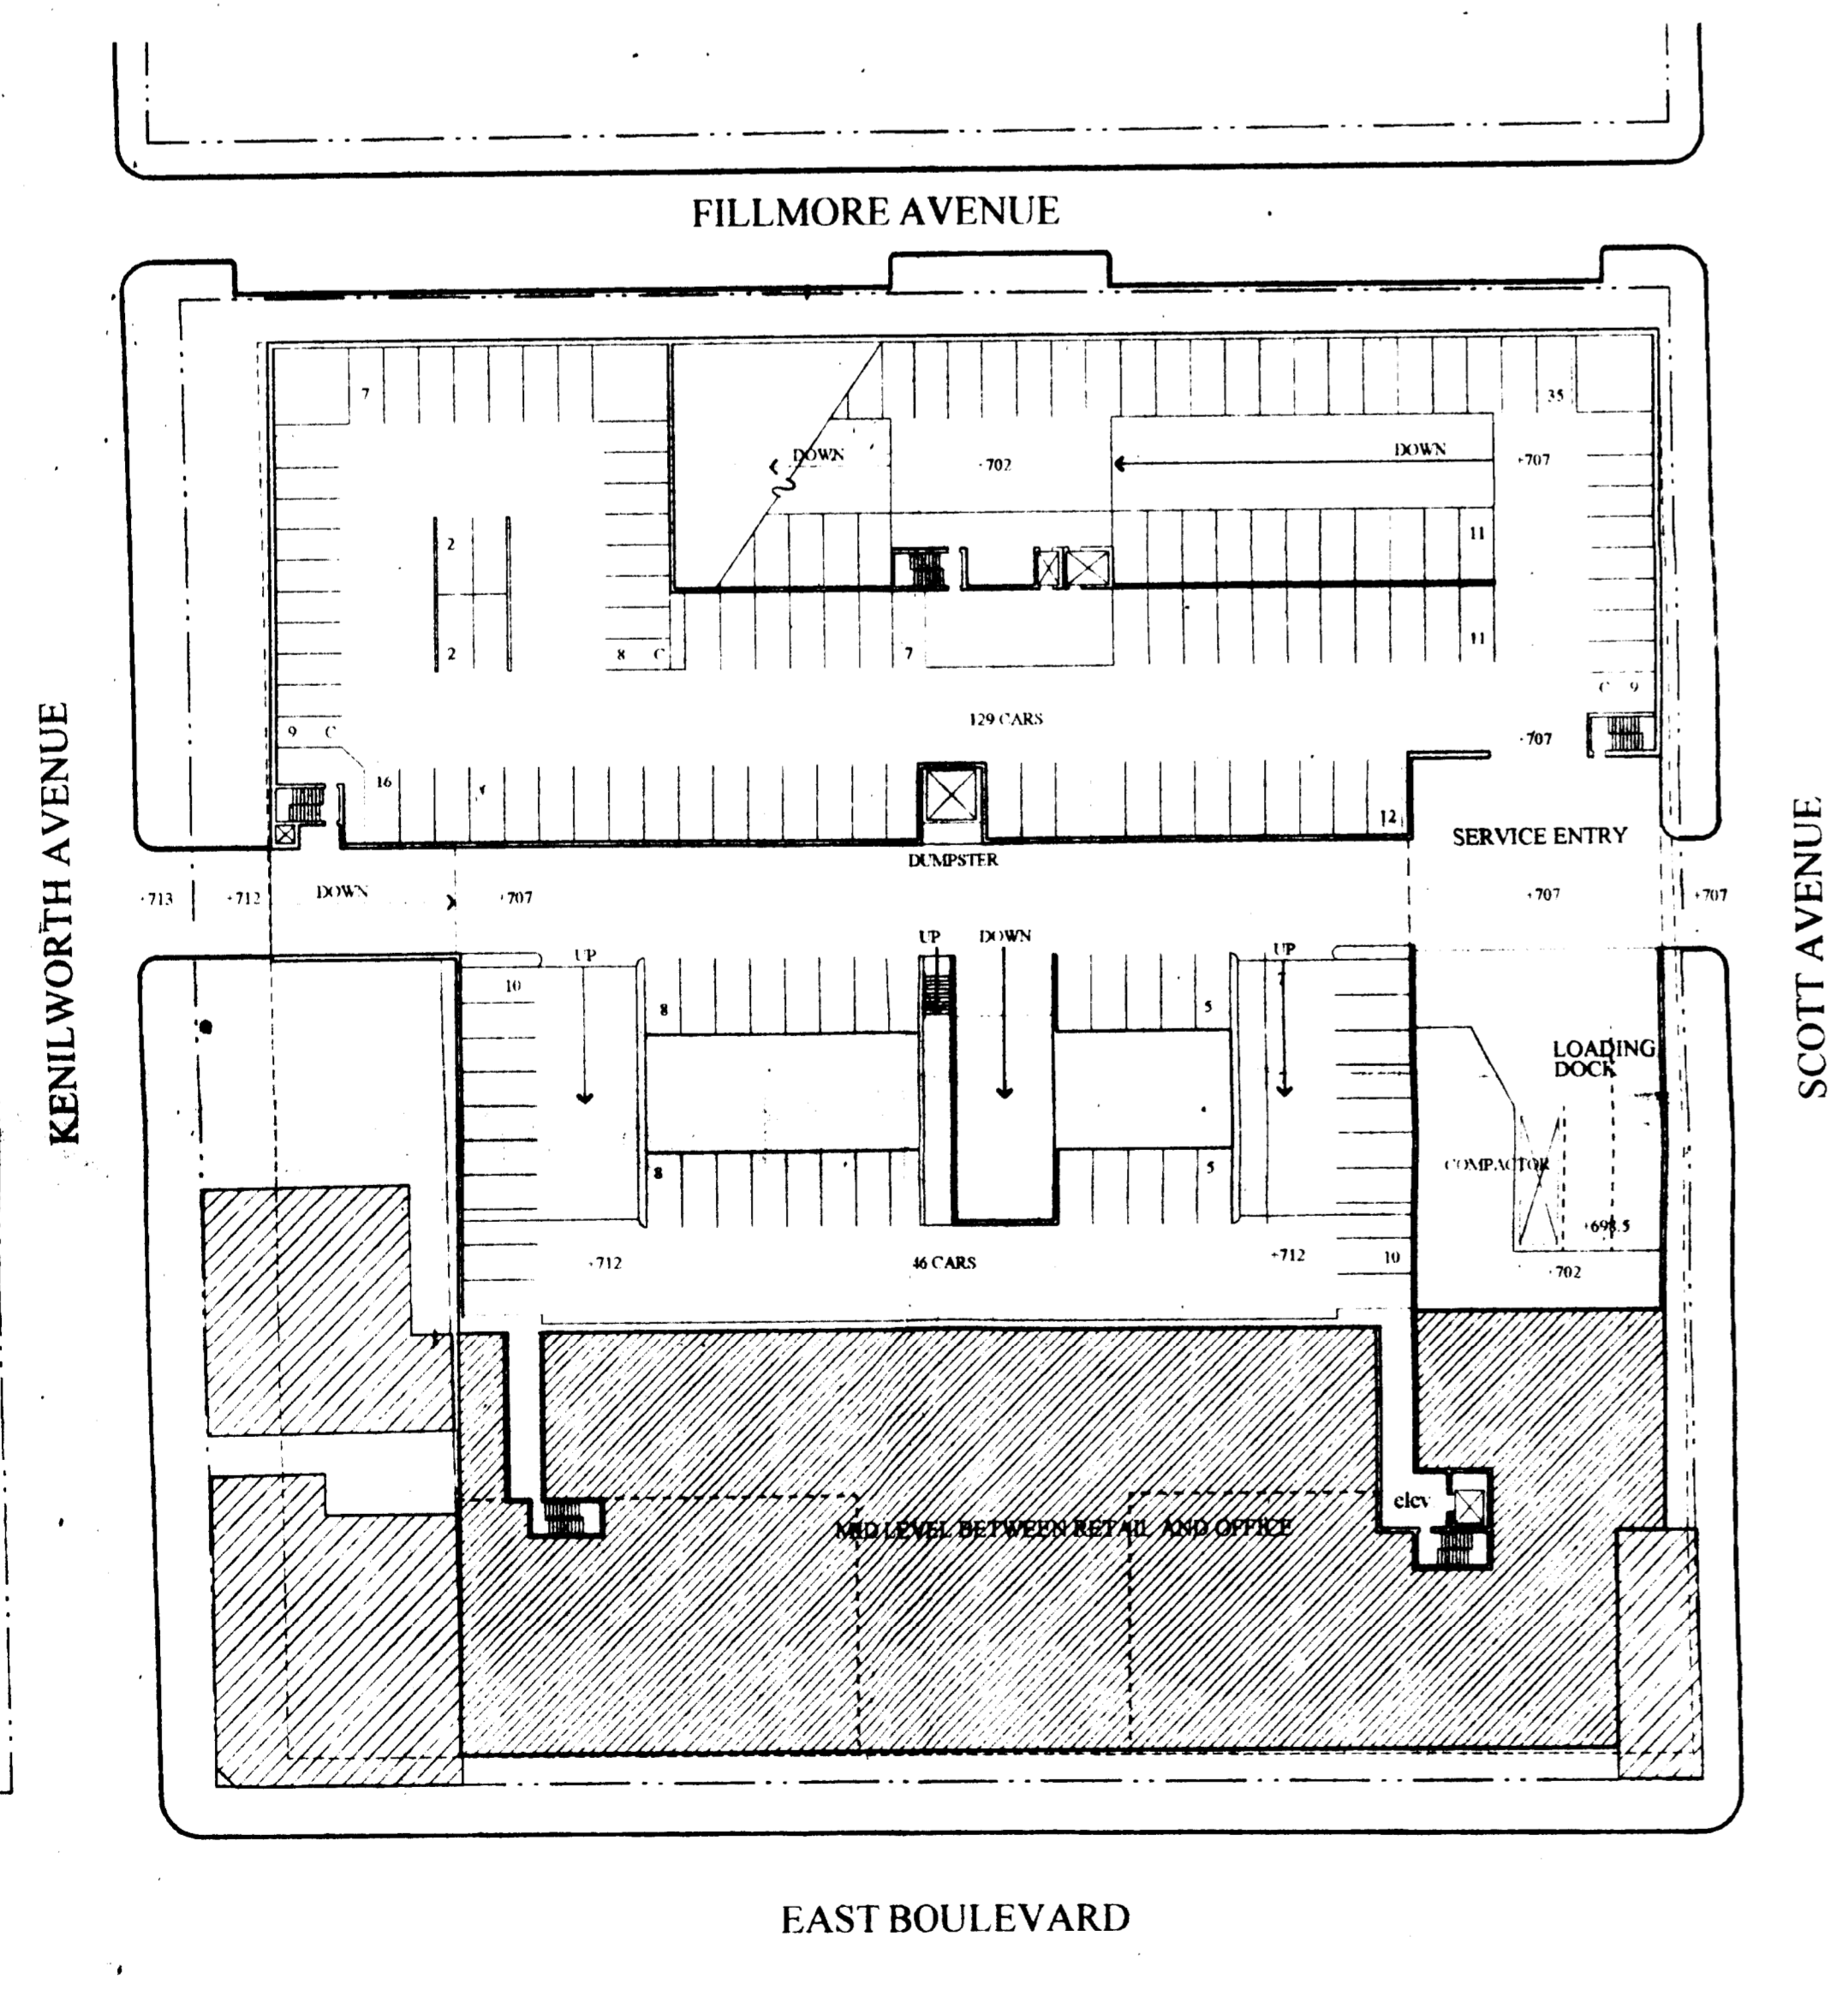 FILLMORE AVENUE
7
35
DOWN
702
DOWN
+707
2
11
2
8 C
7
11
C 9
9 C
129 CARS
707
16
12
SERVICE ENTRY
DUMPSTER
713
+712
DOWN
707
+707
+707
KENILWORTH AVENUE
SCOTT AVENUE
UP
UP
DOWN
UP
10
8
5
LOADING
DOCK
8
5
COMPACTOR
698.5
712
46 CARS
+712
10
702
elev
MID LEVEL BETWEEN RETAIL AND OFFICE
EAST BOULEVARD